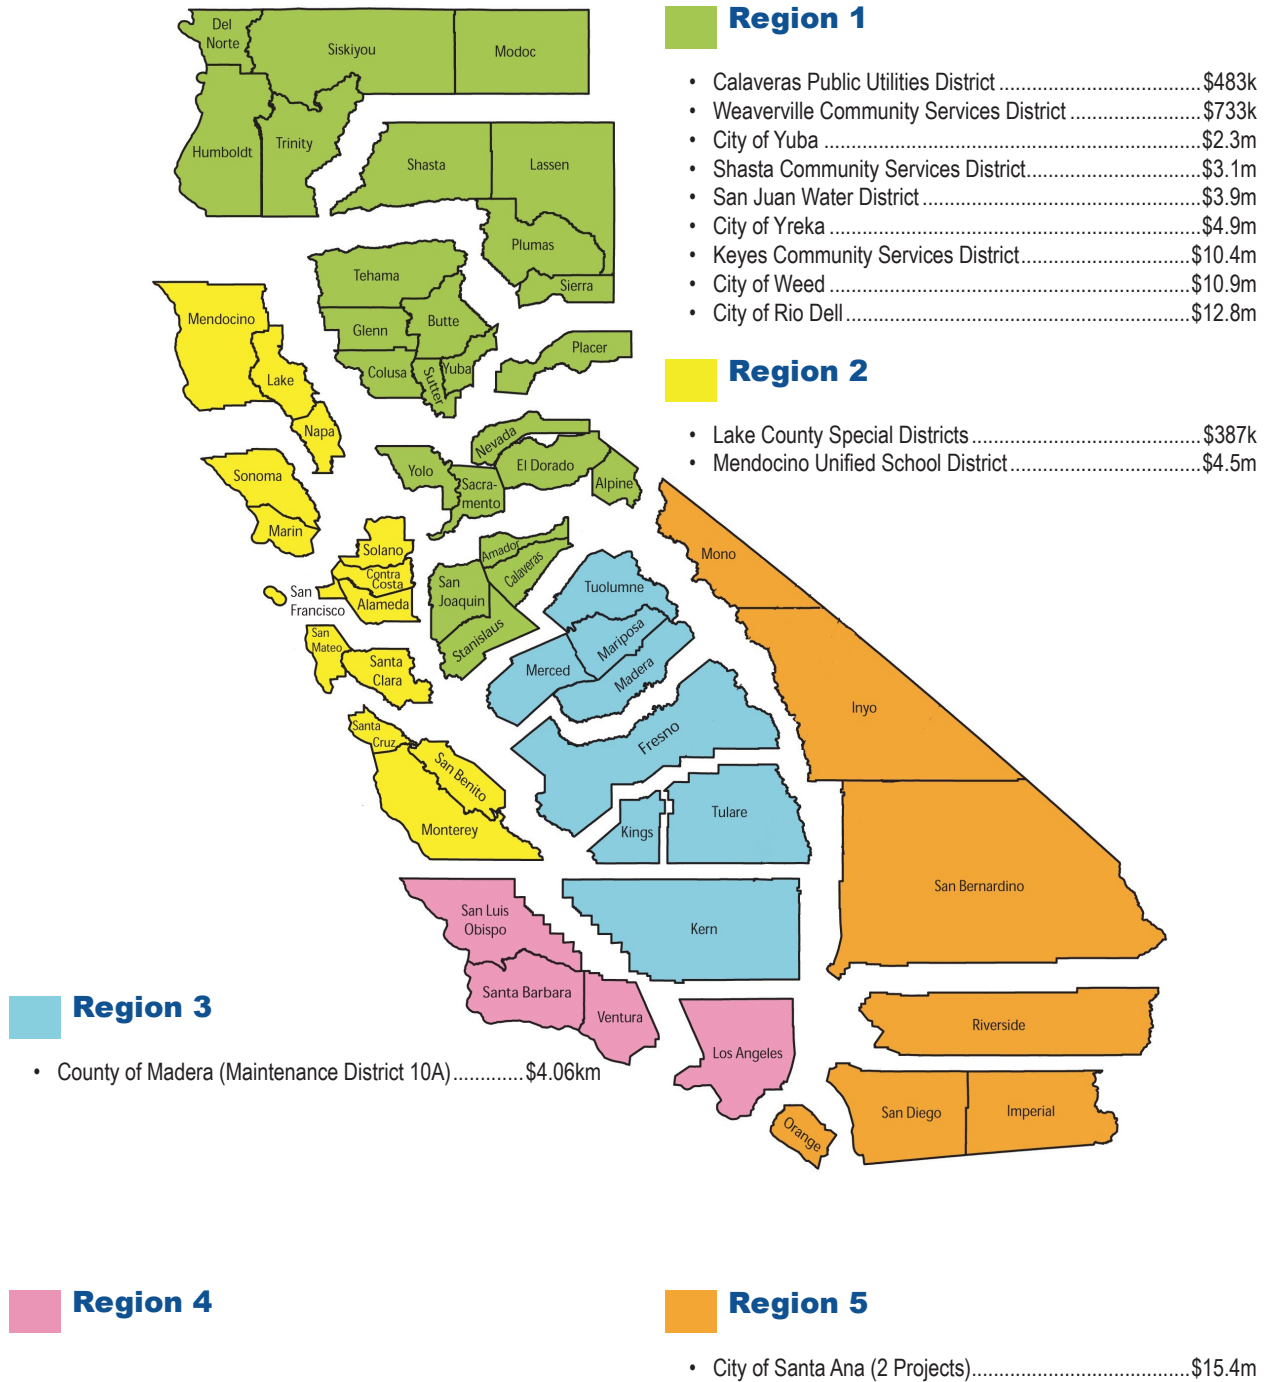 Region 1
• Calaveras Public Utilities District ..................................... $483k
• Weaverville Community Services District ........................ $733k
• City of Yuba ..................................................................... $2.3m
• Shasta Community Services District................................ $3.1m
• San Juan Water District ................................................... $3.9m
• City of Yreka .................................................................... $4.9m
• Keyes Community Services District............................... $10.4m
• City of Weed .................................................................. $10.9m
• City of Rio Dell ............................................................... $12.8m
Region 2
• Lake County Special Districts .......................................... $387k
• Mendocino Unified School District ................................... $4.5m
Del
Norte
Siskiyou
Modoc
Humboldt
Trinity
Shasta
Lassen
Plumas
Sierra
Tehama
Glenn
Butte
Colusa
Sutter
Yuba
Placer
Mendocino
Lake
Napa
Nevada
Yolo
El Dorado
Sacra-
mento
Alpine
Sonoma
Marin
Solano
Contra
Costa
Alameda
San
Francisco
San
Mateo
Santa
Clara
Amador
Calaveras
San
Joaquin
Stanislaus
Tuolumne
Mariposa
Merced
Madera
Mono
Inyo
Fresno
Santa
Cruz
San Benito
Monterey
Kings
Tulare
San Bernardino
San Luis
Obispo
Kern
Santa Barbara
Ventura
Los Angeles
Riverside
San Diego
Imperial
Orange
Region 3
• County of Madera (Maintenance District 10A) ............. $4.06km
Region 4
Region 5
• City of Santa Ana (2 Projects)........................................ $15.4m